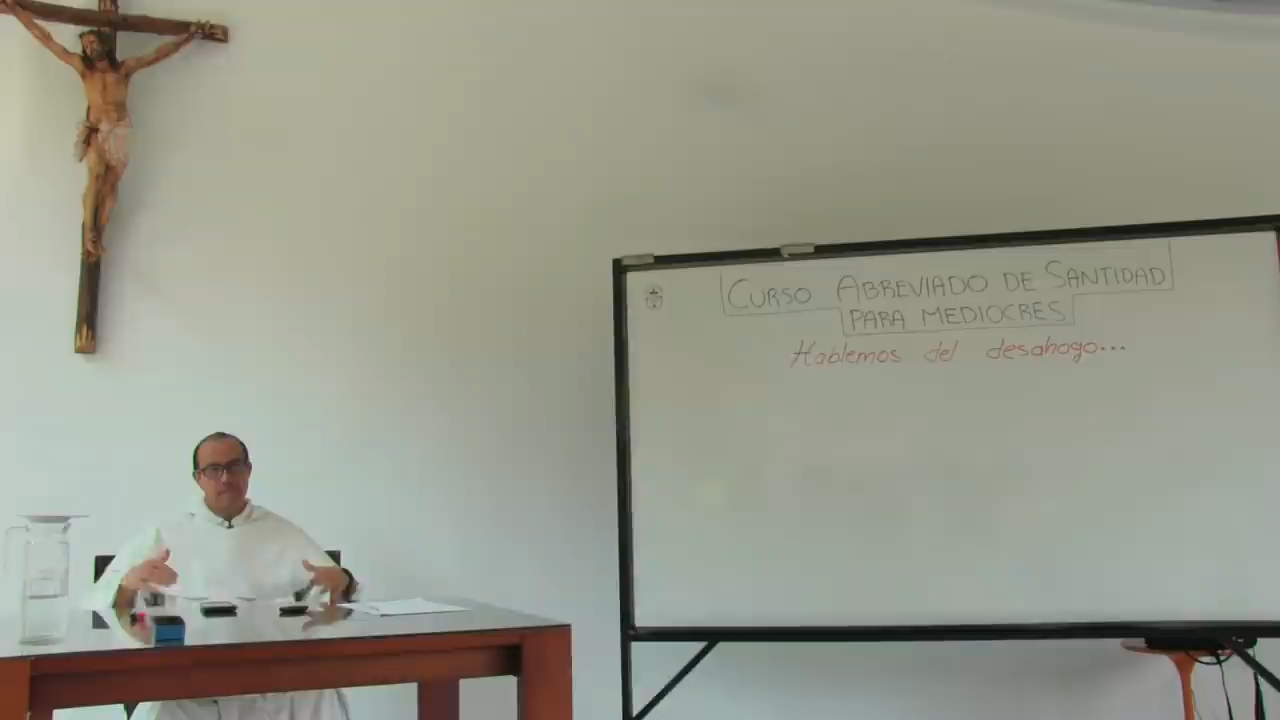 CURSO ABREVIADO DE SANTIDAD
PARA MEDIOCRES
Hablemos del desahogo...